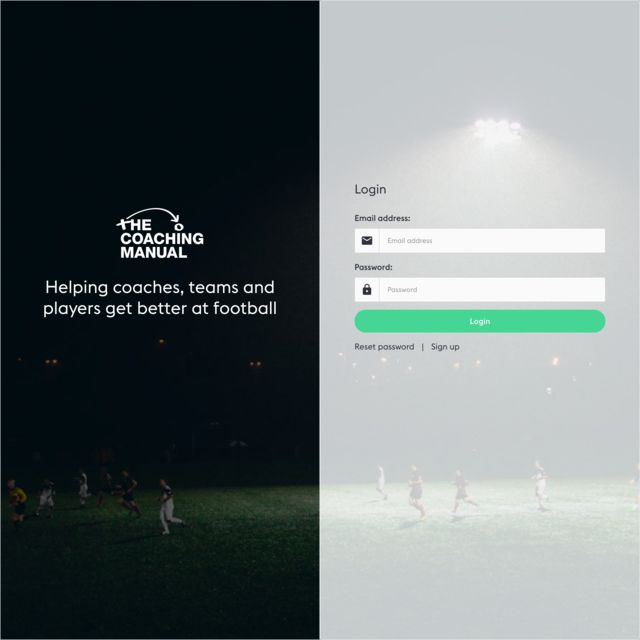 THE
COACHING
MANUAL
Helping coaches, teams and
players get better at football
Login
Email address:
Email address
Password:
Password
Login
Reset password | Sign up